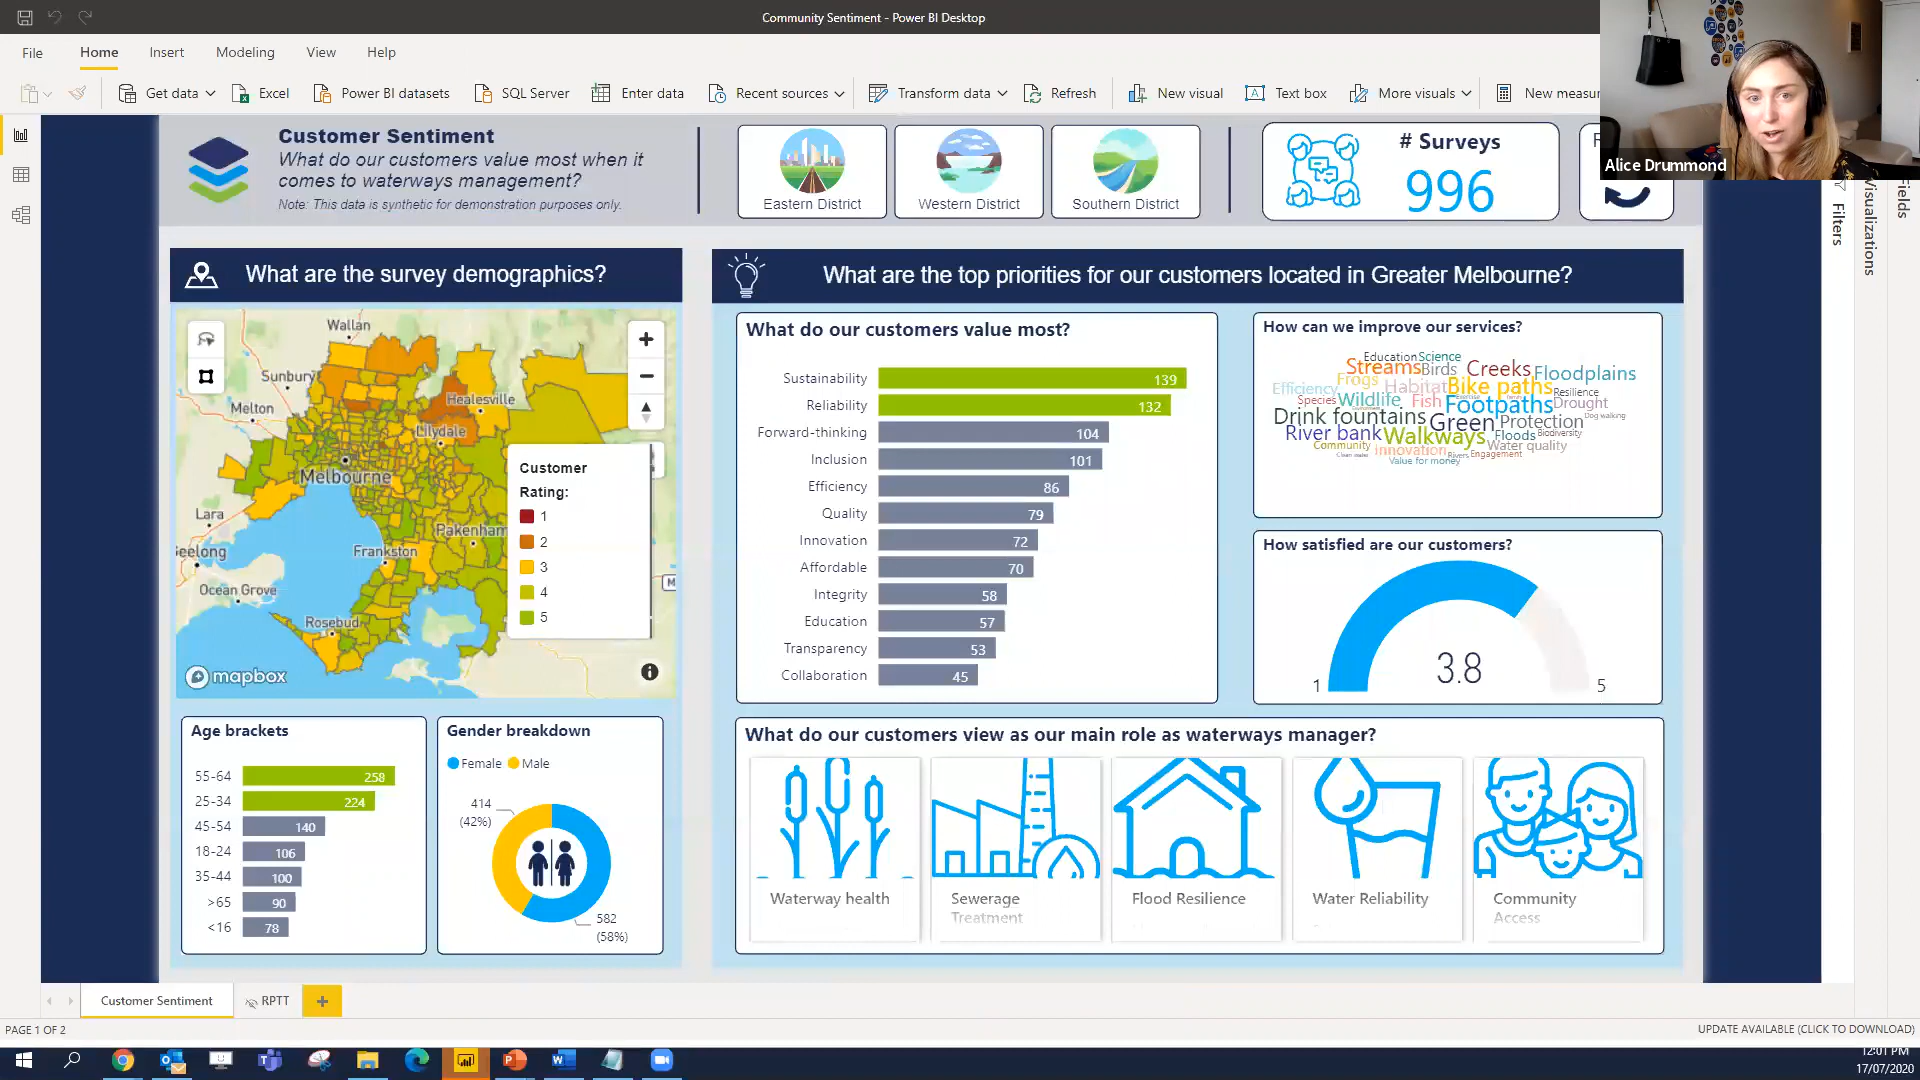 Community Sentiment - Power BI Desktop
File
Home
Insert
Modeling
View
Help
Get data
Excel
Power BI datasets
SQL Server
Enter data
Recent sources
Transform data
Refresh
New visual
Text box
More visuals
New measur
Alice Drummond
Filters
Visualizations
Fields
Customer Sentiment
What do our customers value most when it
comes to waterways management?
Note: This data is synthetic for demonstration purposes only.
Eastern District
Western District
Southern District
# Surveys
996
What are the survey demographics?
Wallan
Sunbury
Melton
Healesville
Lilydale
Melbourne
Lara
Pakenham
Geelong
Frankston
Ocean Grove
Rosebud
mapbox
Customer
Rating:
1
2
3
4
5
Age brackets
55-64 258
25-34 224
45-54 140
18-24 106
35-44 100
>65 90
<16 78
Gender breakdown
Female Male
414
(42%)
582
(58%)
What are the top priorities for our customers located in Greater Melbourne?
What do our customers value most?
Sustainability 139
Reliability 132
Forward-thinking 104
Inclusion 101
Efficiency 86
Quality 79
Innovation 72
Affordable 70
Integrity 58
Education 57
Transparency 53
Collaboration 45
How can we improve our services?
Education Science
Streams Birds Creeks Floodplains
Efficiency Frogs Habitat Bike paths Resilience
Species Wildlife Fish Footpaths Drought
Drink fountains Green Protection Dog walking
River bank Walkways Floods Biodiversity
Community Innovation Rivers Engagement Water quality
Clean water Value for money
How satisfied are our customers?
3.8
1
5
What do our customers view as our main role as waterways manager?
Waterway health
Sewerage
Treatment
Flood Resilience
Water Reliability
Community
Access
Customer Sentiment
RPTT
PAGE 1 OF 2
UPDATE AVAILABLE (CLICK TO DOWNLOAD)
12:01 PM
17/07/2020